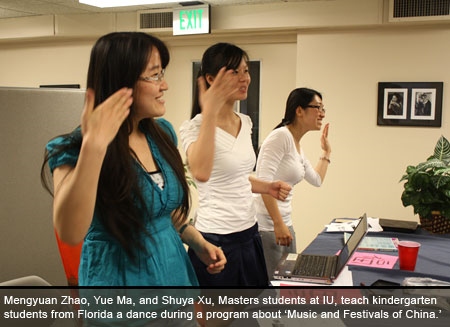 EXIT
Mengyuan Zhao, Yue Ma, and Shuya Xu, Masters students at IU, teach kindergarten
students from Florida a dance during a program about ‘Music and Festivals of China.’